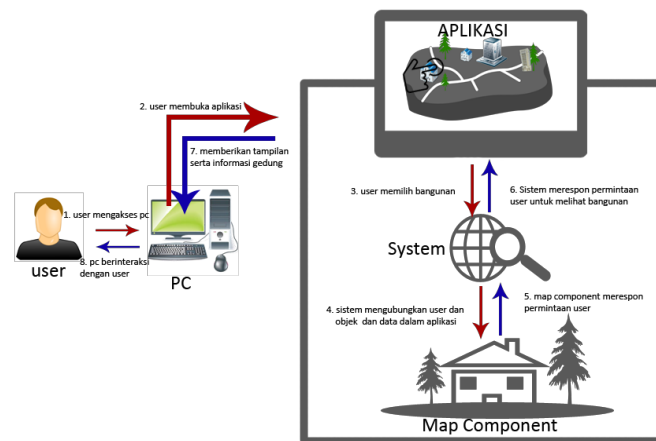 APLIKASI
2. user membuka aplikasi
7. memberikan tampilan
serta informasi gedung
3. user memilih bangunan
6. Sistem merespon permintaan
user untuk melihat bangunan
1. user mengakses pc
System
user
8. pc berinteraksi
dengan user
PC
4. sistem mengubungkan user dan
objek dan data dalam aplikasi
5. map component merespon
permintaan user
Map Component